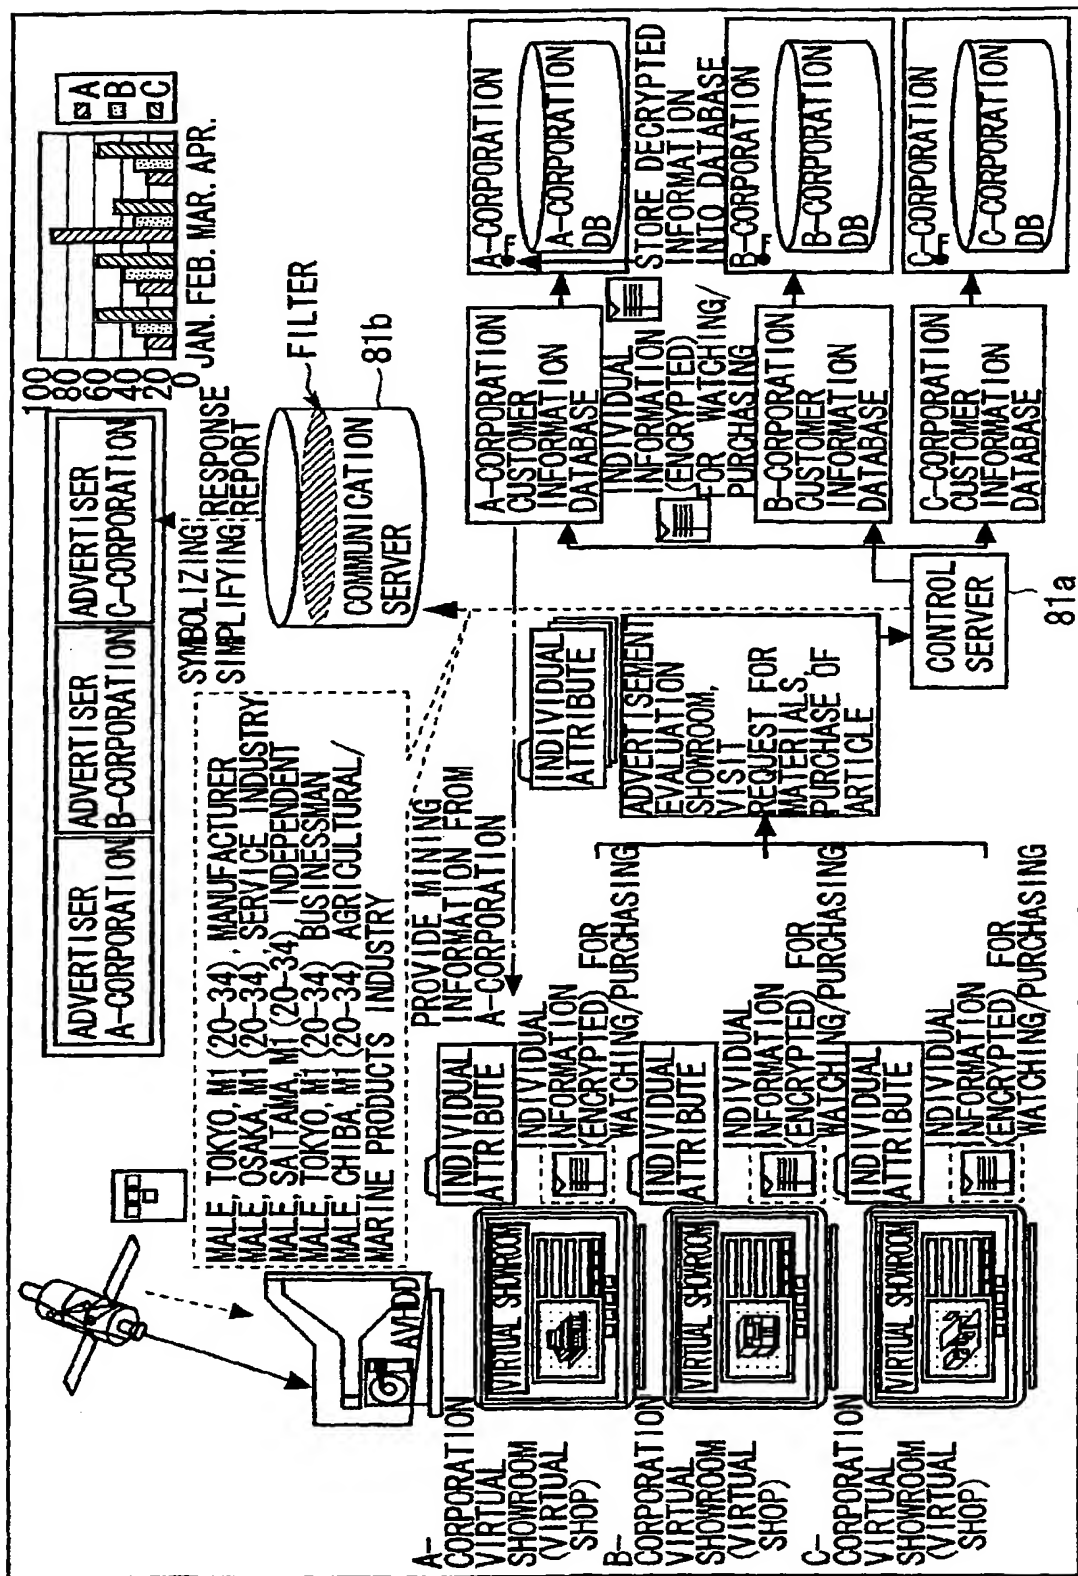 ADVERTISER
A-CORPORATION
ADVERTISER
B-CORPORATION
ADVERTISER
C-CORPORATION
100
80
60
40
20
0
JAN. FEB. MAR. APR.
A
B
C
SYMBOLIZING RESPONSE
SIMPLIFYING REPORT
MALE, TOKYO, M1 (20-34), MANUFACTURER
MALE, OSAKA, M1 (20-34), SERVICE INDUSTRY
MALE, SAITAMA, M1 (20-34), INDEPENDENT
MALE, TOKYO, M1 (20-34) BUSINESSMAN
MALE, CHIBA, M1 (20-34) AGRICULTURAL/
MARINE PRODUCTS INDUSTRY
FILTER
COMMUNICATION
SERVER
81b
AVHDD
PROVIDE MINING
INFORMATION FROM
A-CORPORATION
A-
CORPORATION
VIRTUAL
SHOWROOM
(VIRTUAL
SHOP)
VIRTUAL SHOWROOM
INDIVIDUAL
ATTRIBUTE
INDIVIDUAL
INFORMATION
(ENCRYPTED) FOR
WATCHING/PURCHASING
B-
CORPORATION
VIRTUAL
SHOWROOM
(VIRTUAL
SHOP)
VIRTUAL SHOWROOM
INDIVIDUAL
ATTRIBUTE
INDIVIDUAL
INFORMATION
(ENCRYPTED) FOR
WATCHING/PURCHASING
C-
CORPORATION
VIRTUAL
SHOWROOM
(VIRTUAL
SHOP)
VIRTUAL SHOWROOM
INDIVIDUAL
ATTRIBUTE
INDIVIDUAL
INFORMATION
(ENCRYPTED) FOR
WATCHING/PURCHASING
INDIVIDUAL
ATTRIBUTE
ADVERTISEMENT
EVALUATION
SHOWROOM,
VISIT
REQUEST FOR
MATERIALS,
PURCHASE OF
ARTICLE
CONTROL
SERVER
81a
A-CORPORATION
CUSTOMER
INFORMATION
DATABASE
INDIVIDUAL
INFORMATION
(ENCRYPTED)
FOR WATCHING/
PURCHASING
B-CORPORATION
CUSTOMER
INFORMATION
DATABASE
C-CORPORATION
CUSTOMER
INFORMATION
DATABASE
A-CORPORATION
F
A-CORPORATION
DB
STORE DECRYPTED
INFORMATION
INTO DATABASE
B-CORPORATION
F
B-CORPORATION
DB
C-CORPORATION
F
C-CORPORATION
DB